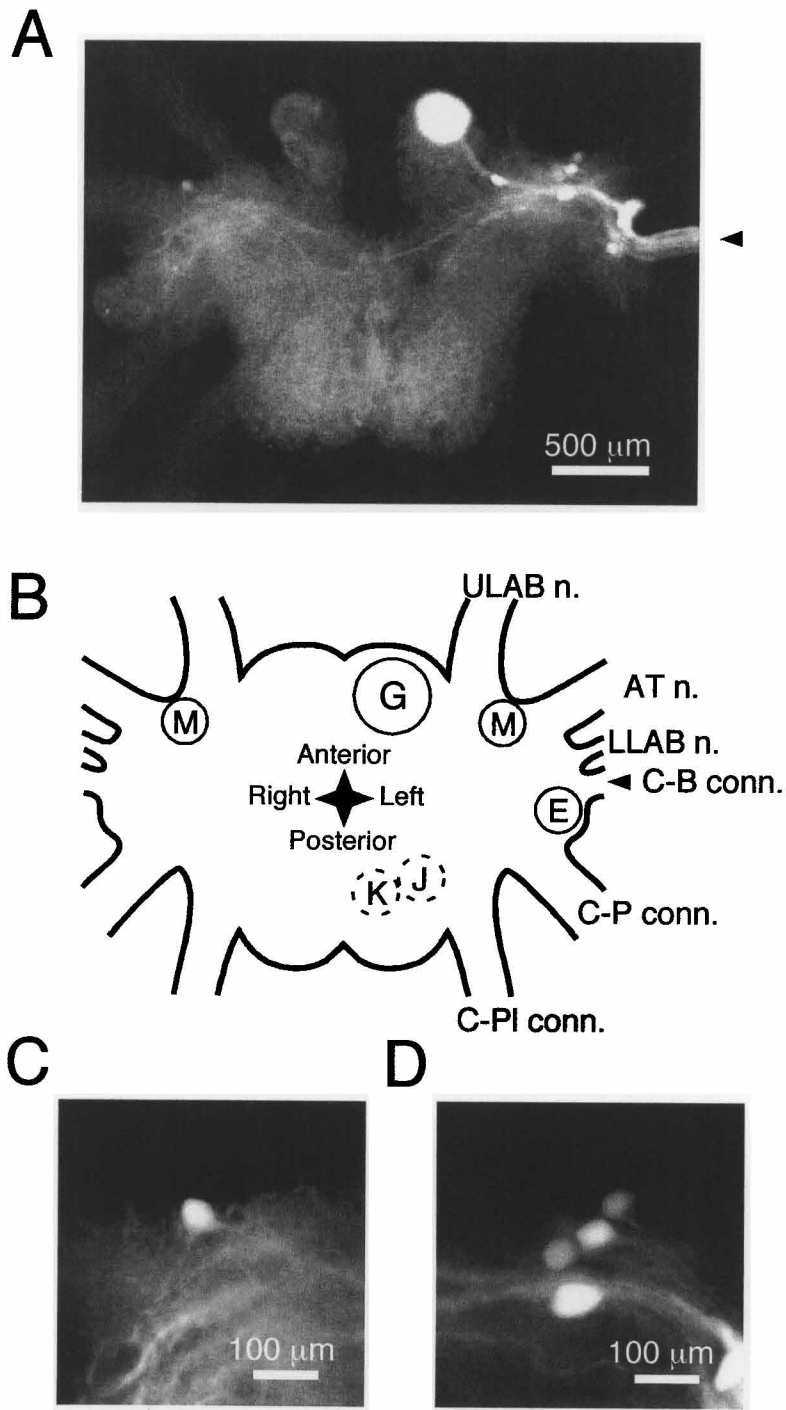 A
500 μm
B
ULAB n.
G
M
M
AT n.
LLAB n.
C-B conn.
Anterior
Right
Left
Posterior
E
K
J
C-P conn.
C-Pl conn.
C
D
100 μm
100 μm